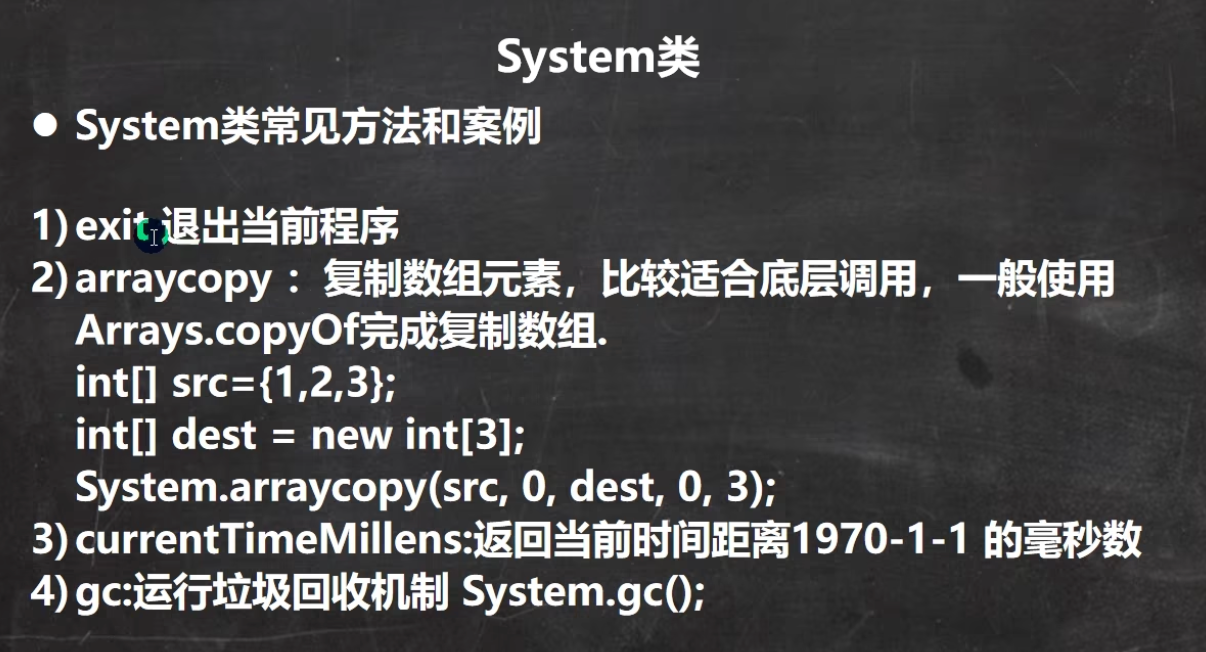 System类
● System类常见方法和案例
1) exit 退出当前程序
2) arraycopy ：复制数组元素，比较适合底层调用，一般使用
Arrays.copyOf完成复制数组.
int[] src={1,2,3};
int[] dest = new int[3];
System.arraycopy(src, 0, dest, 0, 3);
3) currentTimeMillens:返回当前时间距离1970-1-1 的毫秒数
4) gc:运行垃圾回收机制 System.gc();